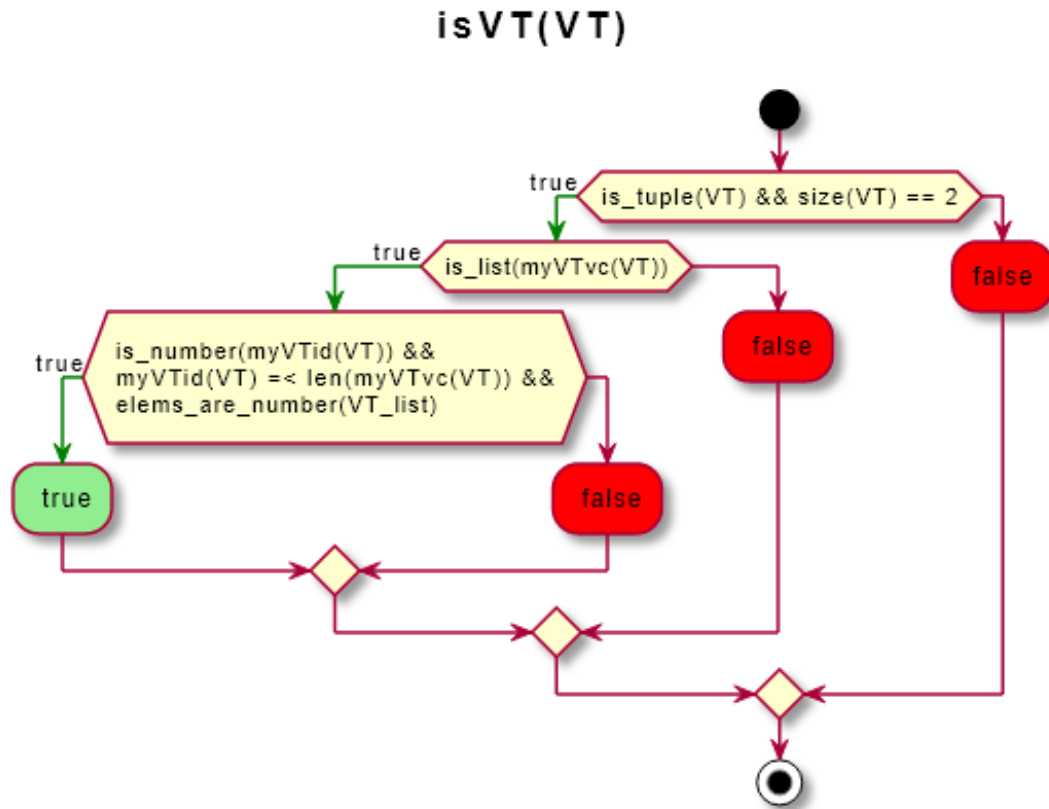 isVT(VT)
true
is_tuple(VT) && size(VT) == 2
true
is_list(myVTvc(VT))
false
true
is_number(myVTid(VT)) &&
myVTid(VT) =< len(myVTvc(VT)) &&
elems_are_number(VT_list)
false
true
false